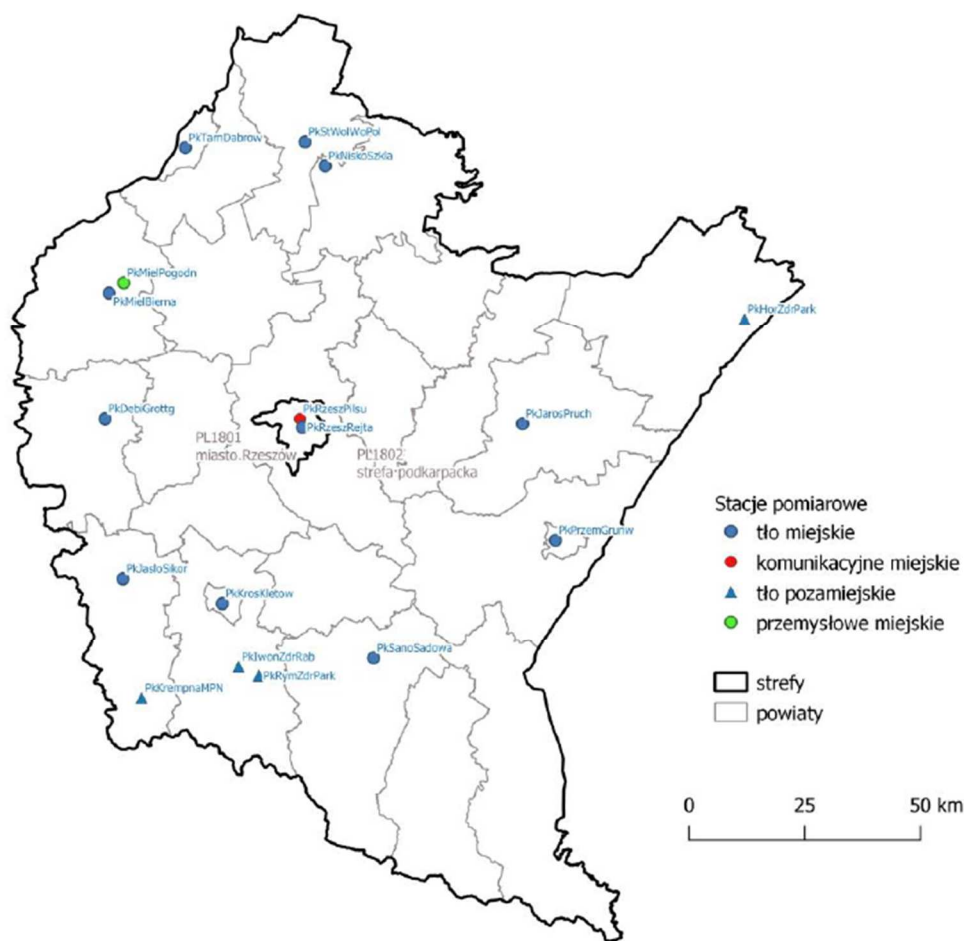 PkStWolWoPol
PkTarnDabrow
PkNiskoSzkla
PkMielPogodn
PkMielBierna
PkHorZdrPark
PkDebiGrottg
PkRzeszPilsu
PkRzeszRejta
PkJarosPruch
PL1801
miasto Rzeszów
PL1802
strefa podkarpacka
PkPrzemGrunw
PkJasloSikor
PkKrosKletow
PkSanoSadowa
PkIwonZdrRab
PkRymZdrPark
PkKrempnaMPN
Stacje pomiarowe
tło miejskie
komunikacyjne miejskie
tło pozamiejskie
przemysłowe miejskie
strefy
powiaty
0 25 50 km